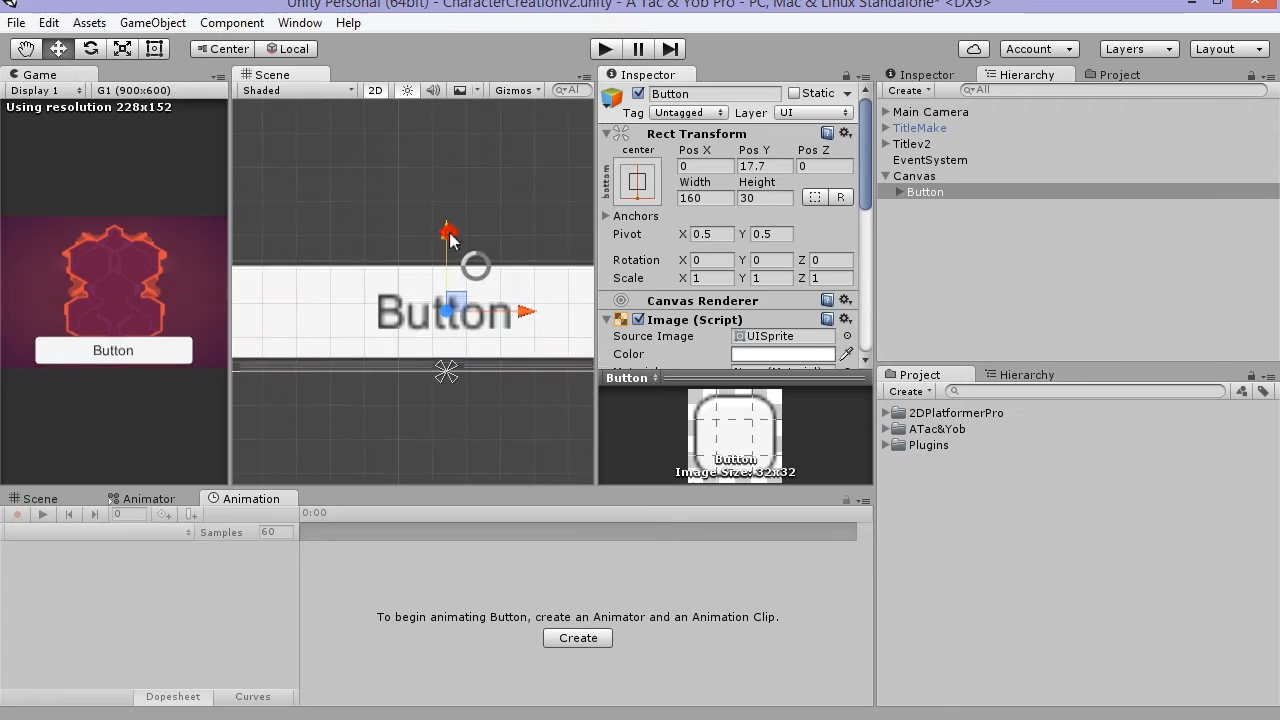 Unity Personal (64bit) - CharacterCreationv2.unity - A Tac & Yob Pro - PC, Mac & Linux Standalone* <DX9>
File Edit Assets GameObject Component Window Help
Center Local Account Layers Layout
Game Scene Inspector Inspector Hierarchy Project
Display 1 G1 (900x600) Shaded 2D Gizmos All Button Static Create All
Using resolution 228x152
Tag Untagged Layer UI
Main Camera
TitleMake
Titlev2
EventSystem
Canvas
Button
Rect Transform
center
bottom
Pos X Pos Y Pos Z
0 17.7 0
Width Height
160 30 R
Anchors
Pivot X 0.5 Y 0.5
Rotation X 0 Y 0 Z 0
Scale X 1 Y 1 Z 1
Canvas Renderer
Image (Script)
Source Image UISprite
Color
Button
Button
Button
Button
Image Size: 32x32
Project Hierarchy
Create
2DPlatformerPro
ATac&Yob
Plugins
Scene Animator Animation
0 0:00
Samples 60
To begin animating Button, create an Animator and an Animation Clip.
Create
Dopesheet Curves